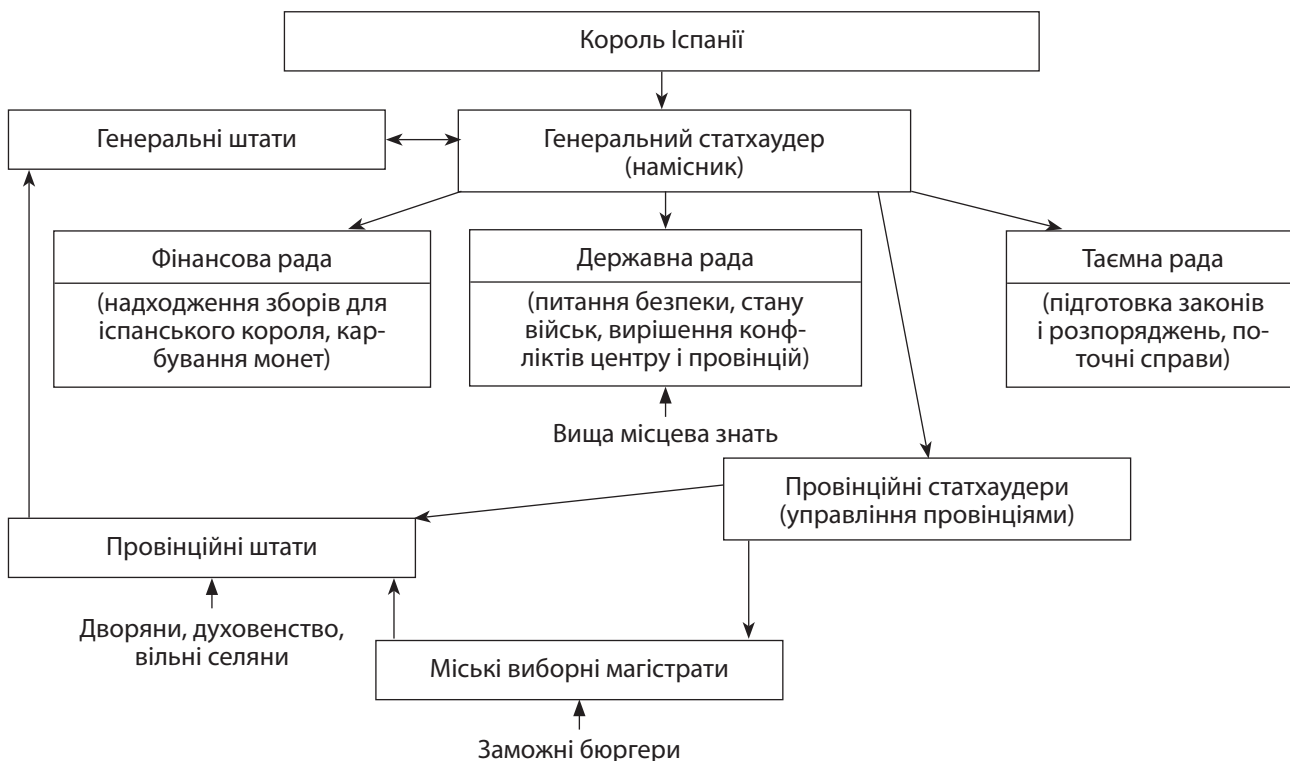 Король Іспанії
Генеральні штати
Генеральний статхаудер
(намісник)
Фінансова рада
(надходження зборів для
іспанського короля, кар-
бування монет)
Державна рада
(питання безпеки, стану
військ, вирішення конф-
ліктів центру і провінцій)
Таємна рада
(підготовка законів
і розпоряджень, по-
точні справи)
Вища місцева знать
Провінційні статхаудери
(управління провінціями)
Провінційні штати
Дворяни, духовенство,
вільні селяни
Міські виборні магістрати
Заможні бюргери